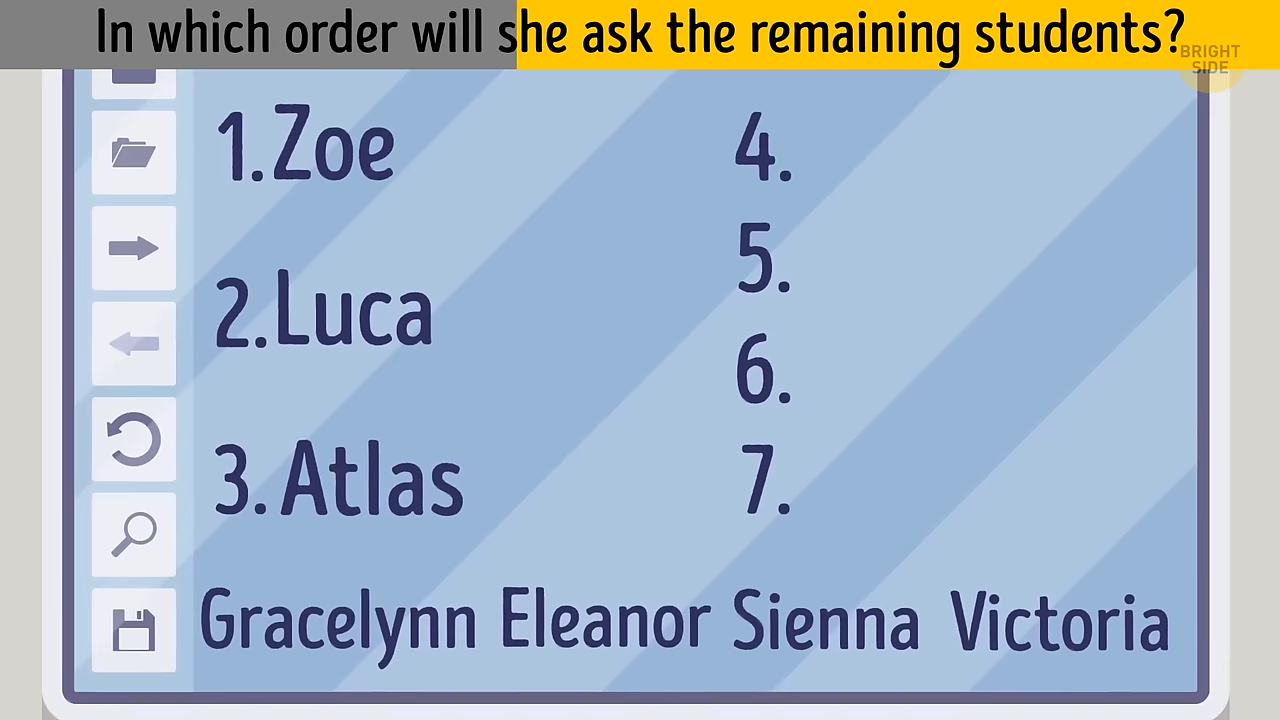 In which order will she ask the remaining students?
BRIGHT
SIDE
1.Zoe
2.Luca
3.Atlas
4.
5.
6.
7.
Gracelynn Eleanor Sienna Victoria